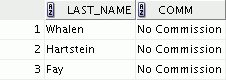 LAST_NAME COMM
1 Whalen No Commission
2 Hartstein No Commission
3 Fay No Commission